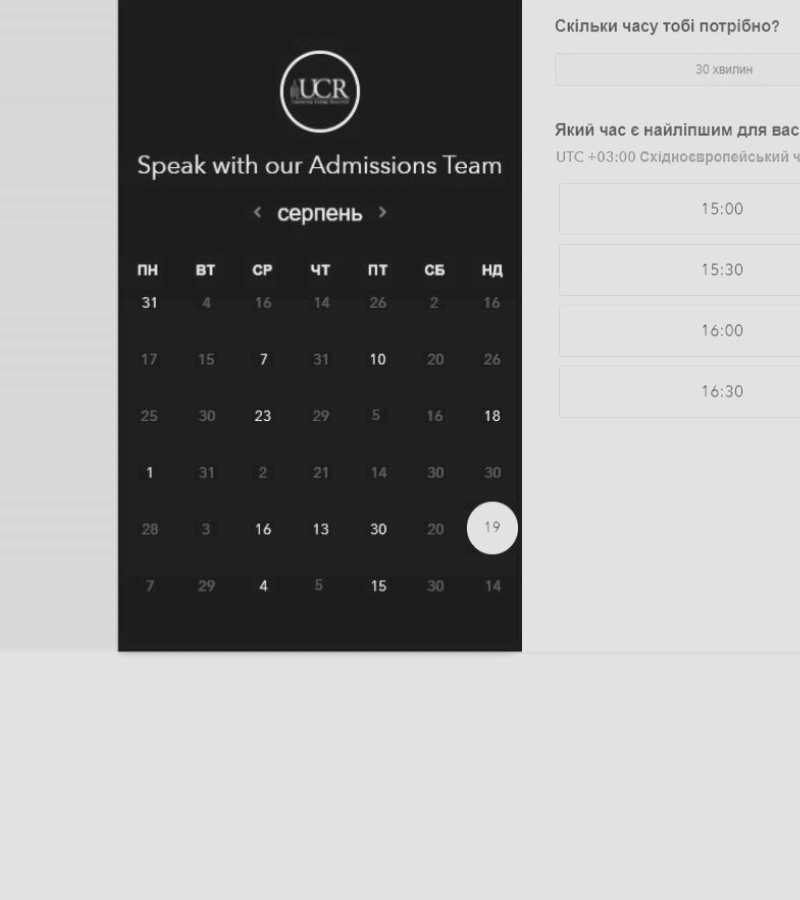 UCR
Speak with our Admissions Team
серпень
ПН ВТ СР ЧТ ПТ СБ НД
31 4 16 14 26 2 16
17 15 7 31 10 20 26
25 30 23 29 5 16 18
1 31 2 21 14 30 30
28 3 16 13 30 20 19
7 29 4 5 15 30 14
Скільки часу тобі потрібно?
30 хвилин
Який час є найліпшим для вас
UTC +03:00 Східноєвропейський ч
15:00
15:30
16:00
16:30